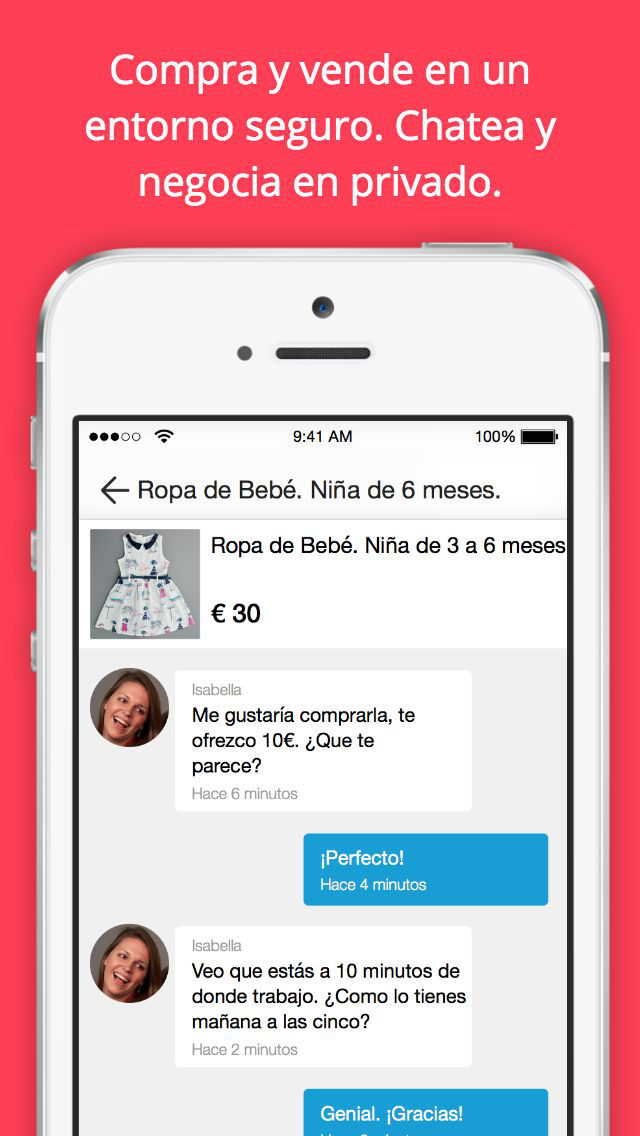 Compra y vende en un
entorno seguro. Chatea y
negocia en privado.
9:41 AM
100%
Ropa de Bebé. Niña de 6 meses.
Ropa de Bebé. Niña de 3 a 6 meses
€ 30
Isabella
Me gustaría comprarla, te
ofrezco 10€. ¿Que te
parece?
Hace 6 minutos
¡Perfecto!
Hace 4 minutos
Isabella
Veo que estás a 10 minutos de
donde trabajo. ¿Como lo tienes
mañana a las cinco?
Hace 2 minutos
Genial. ¡Gracias!